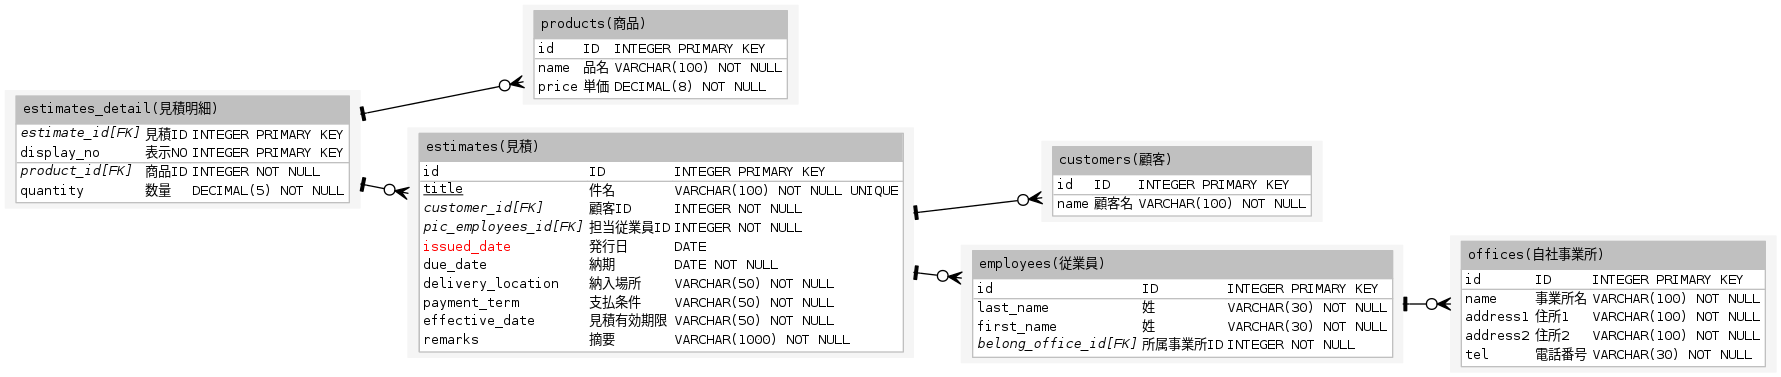 products(商品)
id ID INTEGER PRIMARY KEY
name 品名 VARCHAR(100) NOT NULL
price 単価 DECIMAL(8) NOT NULL
estimates_detail(見積明細)
estimate_id[FK] 見積ID INTEGER PRIMARY KEY
display_no 表示NO INTEGER PRIMARY KEY
product_id[FK] 商品ID INTEGER NOT NULL
quantity 数量 DECIMAL(5) NOT NULL
estimates(見積)
id ID INTEGER PRIMARY KEY
title 件名 VARCHAR(100) NOT NULL UNIQUE
customer_id[FK] 顧客ID INTEGER NOT NULL
pic_employees_id[FK] 担当従業員ID INTEGER NOT NULL
issued_date 発行日 DATE
due_date 納期 DATE NOT NULL
delivery_location 納入場所 VARCHAR(50) NOT NULL
payment_term 支払条件 VARCHAR(50) NOT NULL
effective_date 見積有効期限 VARCHAR(50) NOT NULL
remarks 摘要 VARCHAR(1000) NOT NULL
customers(顧客)
id ID INTEGER PRIMARY KEY
name 顧客名 VARCHAR(100) NOT NULL
employees(従業員)
id ID INTEGER PRIMARY KEY
last_name 姓 VARCHAR(30) NOT NULL
first_name 姓 VARCHAR(30) NOT NULL
belong_office_id[FK] 所属事業所ID INTEGER NOT NULL
offices(自社事業所)
id ID INTEGER PRIMARY KEY
name 事業所名 VARCHAR(100) NOT NULL
address1 住所1 VARCHAR(100) NOT NULL
address2 住所2 VARCHAR(100) NOT NULL
tel 電話番号 VARCHAR(30) NOT NULL